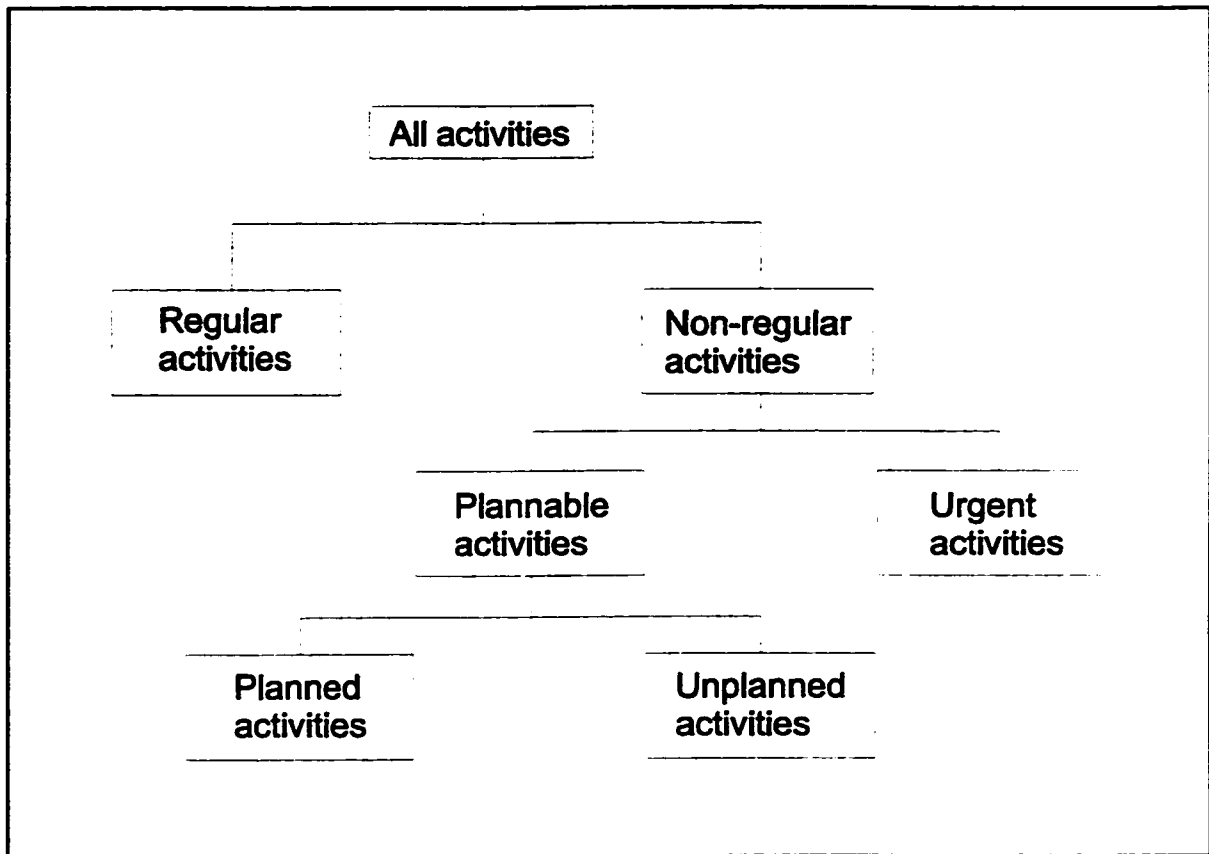 All activities
Regular
activities
Non-regular
activities
Plannable
activities
Urgent
activities
Planned
activities
Unplanned
activities